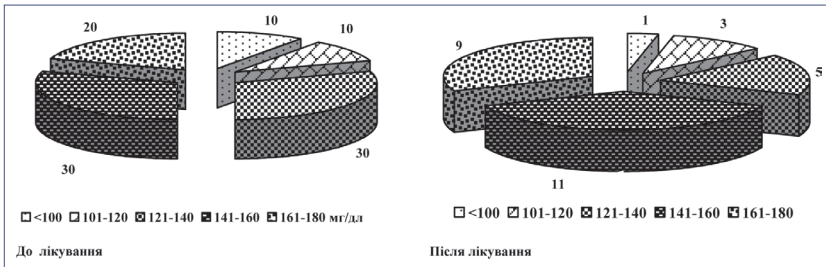 20 10 10
30 30
<100 101-120 121-140 141-160 161-180 мг/дл
До лікування
1 3
9 5
11
<100 101-120 121-140 141-160 161-180
Після лікування